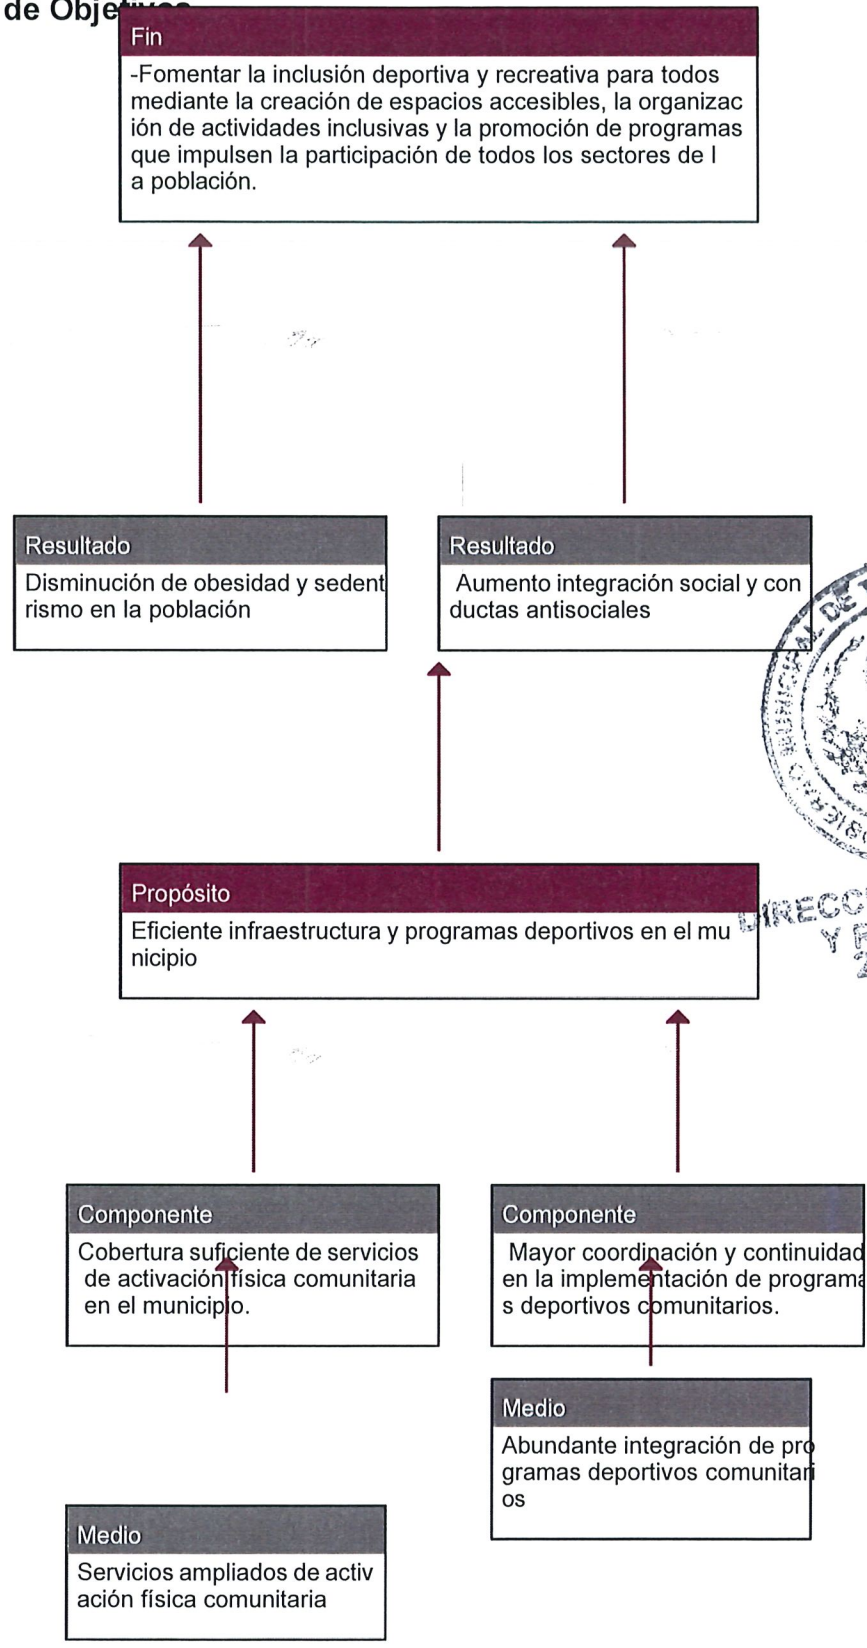 de Objetivos
Fin
-Fomentar la inclusión deportiva y recreativa para todos
mediante la creación de espacios accesibles, la organizac
ión de actividades inclusivas y la promoción de programas
que impulsen la participación de todos los sectores de l
a población.
Resultado
Disminución de obesidad y sedent
rismo en la población
Resultado
Aumento integración social y con
ductas antisociales
Propósito
Eficiente infraestructura y programas deportivos en el mu
nicipio
DIRECC
Y
Componente
Cobertura suficiente de servicios
de activación física comunitaria
en el municipio.
Componente
Mayor coordinación y continuidad
en la implementación de programa
s deportivos comunitarios.
Medio
Abundante integración de pro
gramas deportivos comunitari
os
Medio
Servicios ampliados de activ
ación física comunitaria